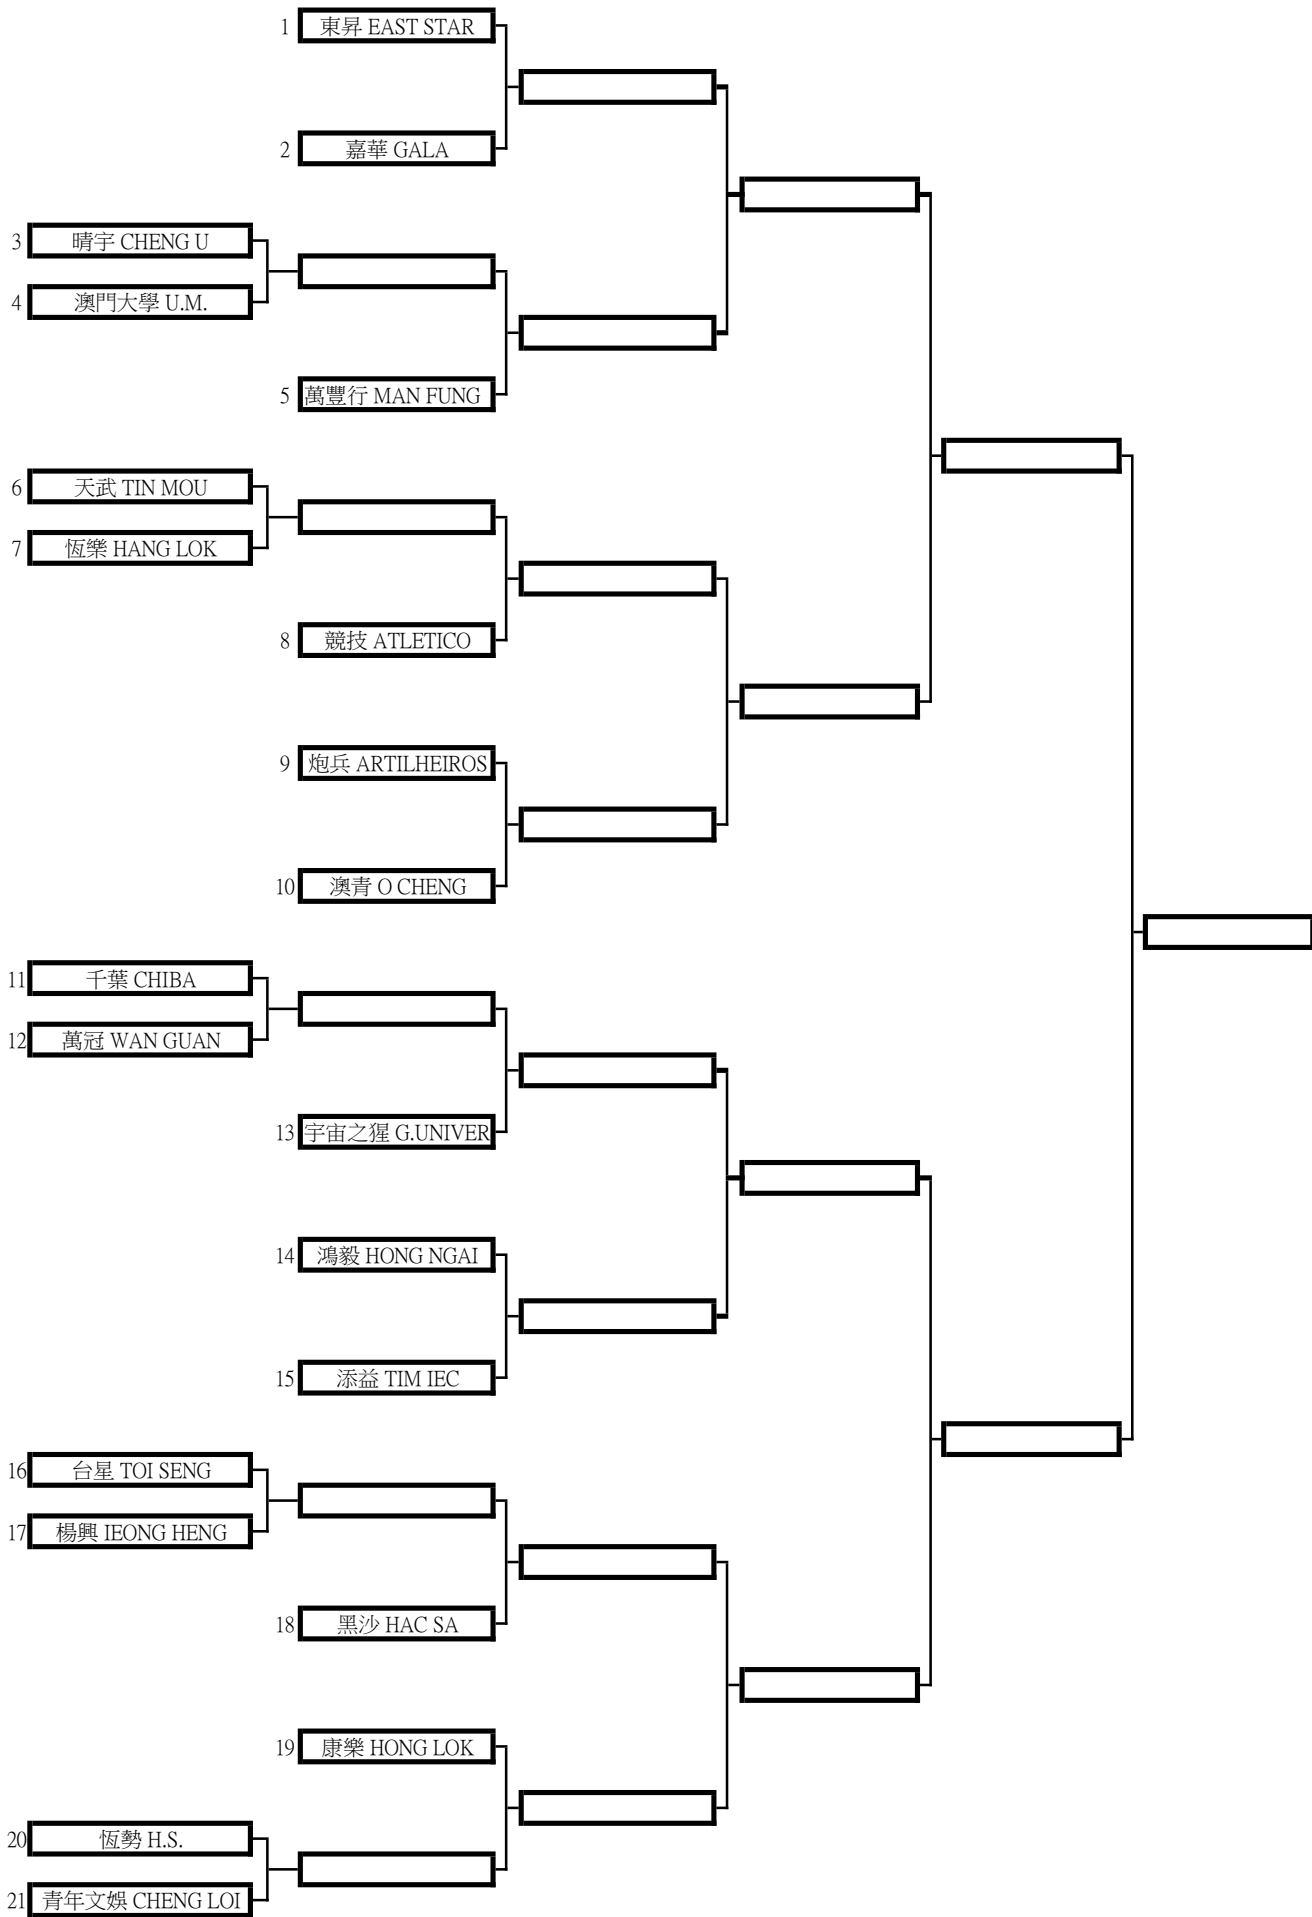 1 東昇 EAST STAR
2 嘉華 GALA
3 晴宇 CHENG U
4 澳門大學 U.M.
5 萬豐行 MAN FUNG
6 天武 TIN MOU
7 恆樂 HANG LOK
8 競技 ATLETICO
9 炮兵 ARTILHEIROS
10 澳青 O CHENG
11 千葉 CHIBA
12 萬冠 WAN GUAN
13 宇宙之猩 G.UNIVER
14 鴻毅 HONG NGAI
15 添益 TIM IEC
16 台星 TOI SENG
17 楊興 IEONG HENG
18 黑沙 HAC SA
19 康樂 HONG LOK
20 恆勢 H.S.
21 青年文娛 CHENG LOI